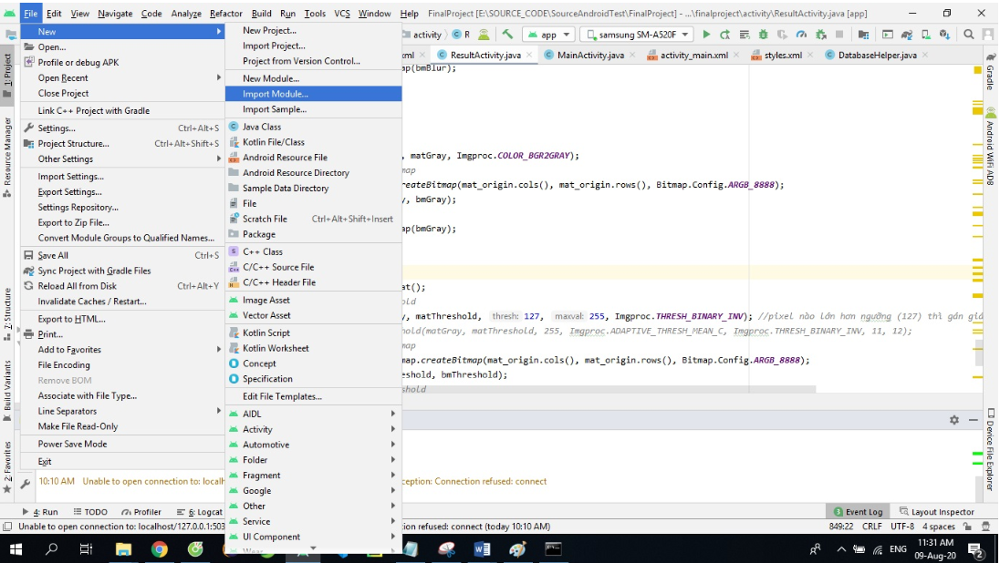 File Edit View Navigate Code Analyze Refactor Build Run Tools VCS Window Help FinalProject [E:\SOURCE_CODE\SourceAndroidTest\FinalProject] - ...\finalproject\activity\ResultActivity.java [app]
activity R app samsung SM-A520F
ResultActivity.java MainActivity.java activity_main.xml styles.xml DatabaseHelper.java
New
Open...
Profile or debug APK
Open Recent
Close Project
Link C++ Project with Gradle
Settings... Ctrl+Alt+S
Project Structure... Ctrl+Alt+Shift+S
Other Settings
Import Settings...
Export Settings...
Settings Repository...
Export to Zip File...
Convert Module Groups to Qualified Names...
Save All Ctrl+S
Sync Project with Gradle Files
Reload All from Disk Ctrl+Alt+Y
Invalidate Caches / Restart...
Export to HTML...
Print...
Add to Favorites
File Encoding
Remove BOM
Associate with File Type...
Line Separators
Make File Read-Only
Power Save Mode
Exit
New Project...
Import Project...
Project from Version Control...
New Module...
Import Module...
Import Sample...
Java Class
Kotlin File/Class
Android Resource File
Android Resource Directory
Sample Data Directory
File
Scratch File Ctrl+Alt+Shift+Insert
Package
C++ Class
C/C++ Source File
C/C++ Header File
Image Asset
Vector Asset
Kotlin Script
Kotlin Worksheet
Concept
Specification
Edit File Templates...
AIDL
Activity
Automotive
Folder
Fragment
Google
Other
Service
UI Component
Wear
ap(bmBlur);
, matGray, Imgproc.COLOR_BGR2GRAY);
map
reateBitmap(mat_origin.cols(), mat_origin.rows(), Bitmap.Config.ARGB_8888);
y, bmGray);
ap(bmGray);
at();
old
y, matThreshold, thresh: 127, maxval: 255, Imgproc.THRESH_BINARY_INV); //pixel nào lớn hơn ngưỡng (127) thì gán giá
hold(matGray, matThreshold, 255, Imgproc.ADAPTIVE_THRESH_MEAN_C, Imgproc.THRESH_BINARY_INV, 11, 12);
map
map.createBitmap(mat_origin.cols(), mat_origin.rows(), Bitmap.Config.ARGB_8888);
eshold, bmThreshold);
shold
1: Project
Resource Manager
7: Structure
Build Variants
2: Favorites
Gradle
Android WiFi ADB
Device File Explorer
10:10 AM Unable to open connection to: localh ception: Connection refused: connect
4: Run TODO Profiler 6: Logcat 1 Event Log Layout Inspector
Unable to open connection to: localhost/127.0.0.1:503 on refused: connect (today 10:10 AM) 849:22 CRLF UTF-8 4 spaces
ENG 11:31 AM
09-Aug-20 2